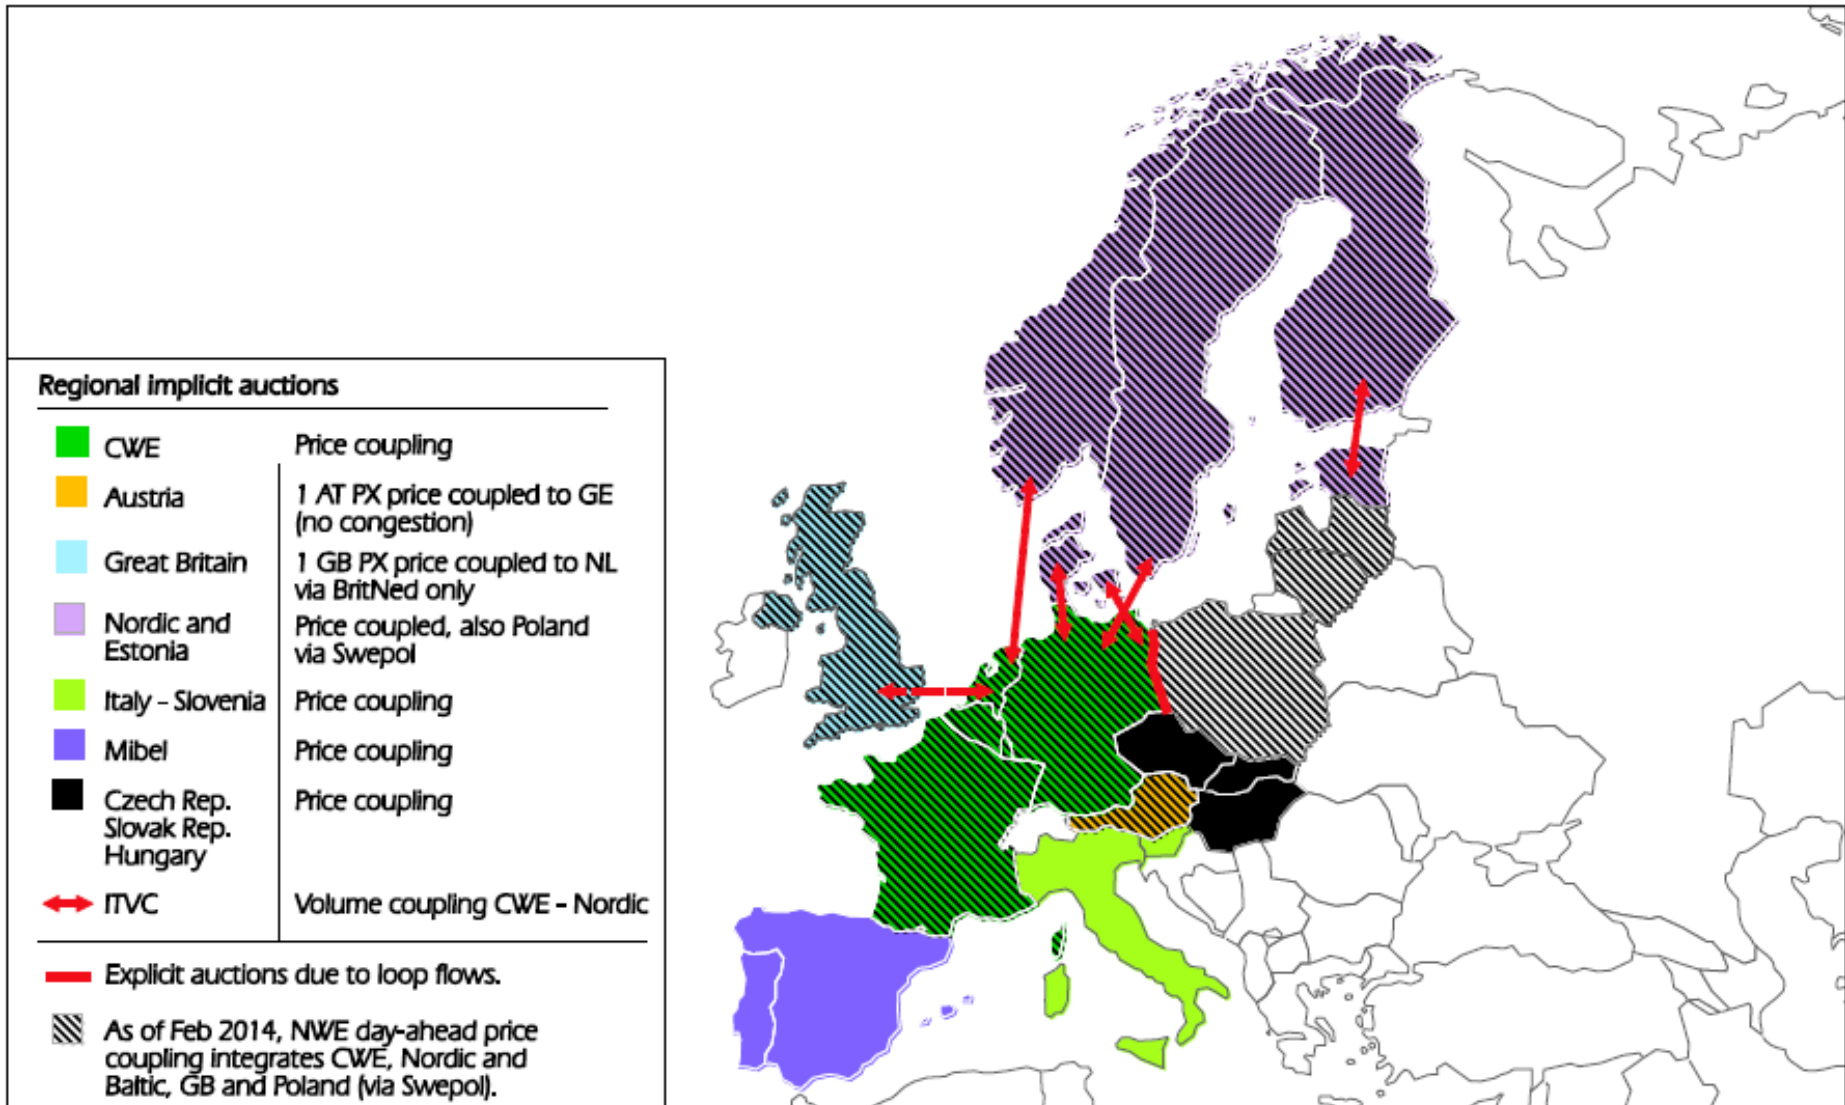 Regional implicit auctions
CWE Price coupling
Austria 1 AT PX price coupled to GE
(no congestion)
Great Britain 1 GB PX price coupled to NL
via BritNed only
Nordic and Price coupled, also Poland
Estonia via Swepol
Italy - Slovenia Price coupling
Mibel Price coupling
Czech Rep. Price coupling
Slovak Rep.
Hungary
ITVC Volume coupling CWE - Nordic
Explicit auctions due to loop flows.
As of Feb 2014, NWE day-ahead price
coupling integrates CWE, Nordic and
Baltic, GB and Poland (via Swepol).